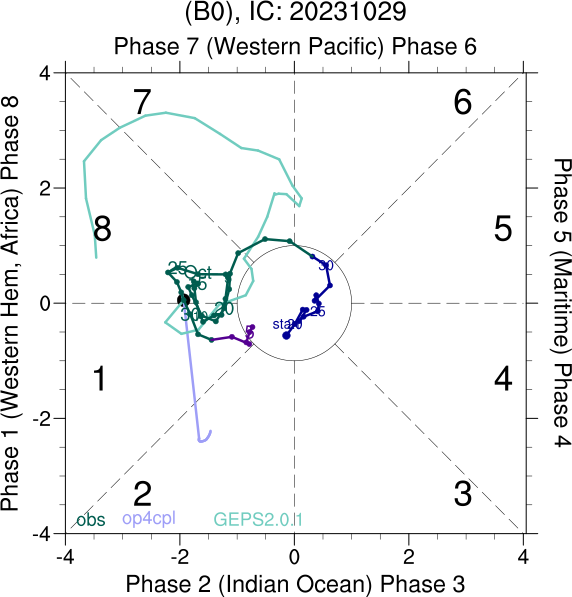 (B0), IC: 20231029
Phase 7 (Western Pacific) Phase 6
4
7
6
2
8
5
Phase 1 (Western Hem, Africa) Phase 8
Phase 5 (Maritime) Phase 4
25
Oct
30
5
0
30
20
25
start
20
5
1
4
-2
2
3
obs
op4cpl
GEPS2.0.1
-4
-4
-2
0
2
4
Phase 2 (Indian Ocean) Phase 3